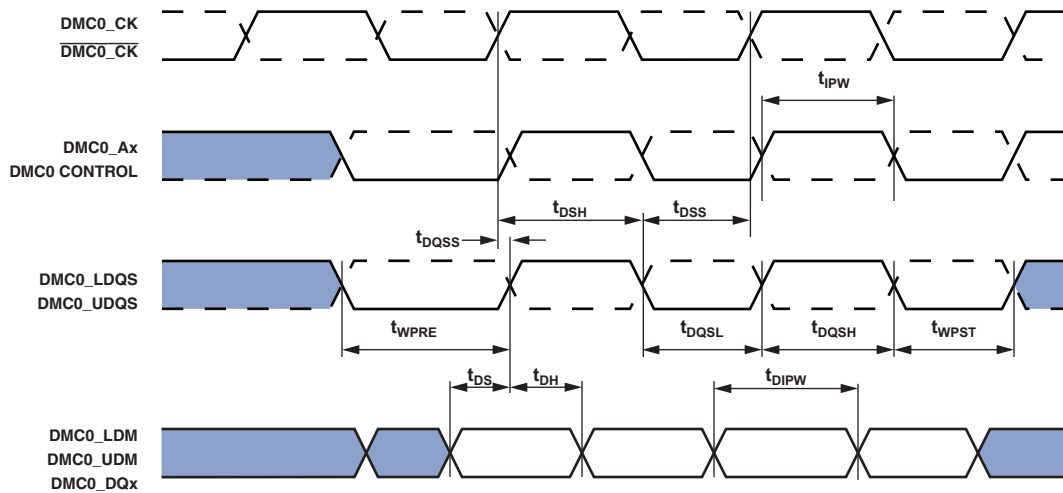 DMC0_CK
DMC0_CK
tIPW
DMC0_Ax
DMC0 CONTROL
tDSH
tDSS
tDQSS
DMC0_LDQS
DMC0_UDQS
tWPRE
tDQSL
tDQSH
tWPST
tDS
tDH
tDIPW
DMC0_LDM
DMC0_UDM
DMC0_DQx